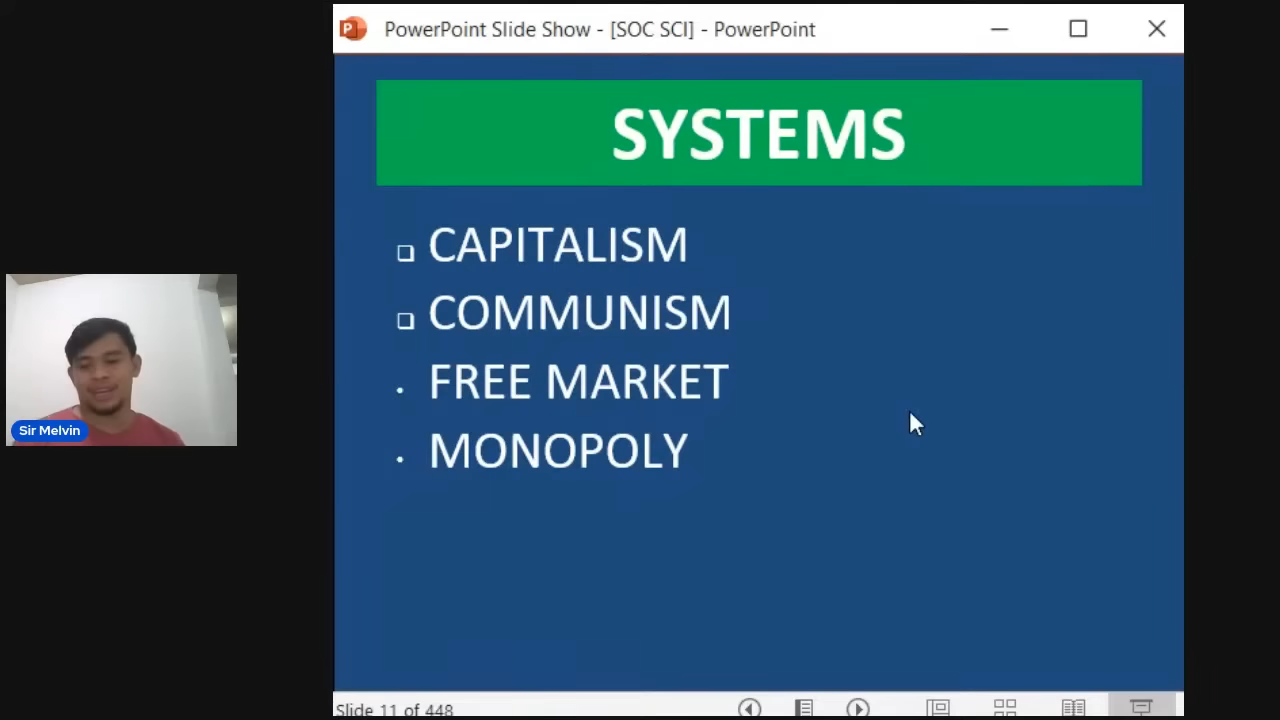 PowerPoint Slide Show - [SOC SCI] - PowerPoint
SYSTEMS
CAPITALISM
COMMUNISM
FREE MARKET
MONOPOLY
Sir Melvin
Slide 11 of 448